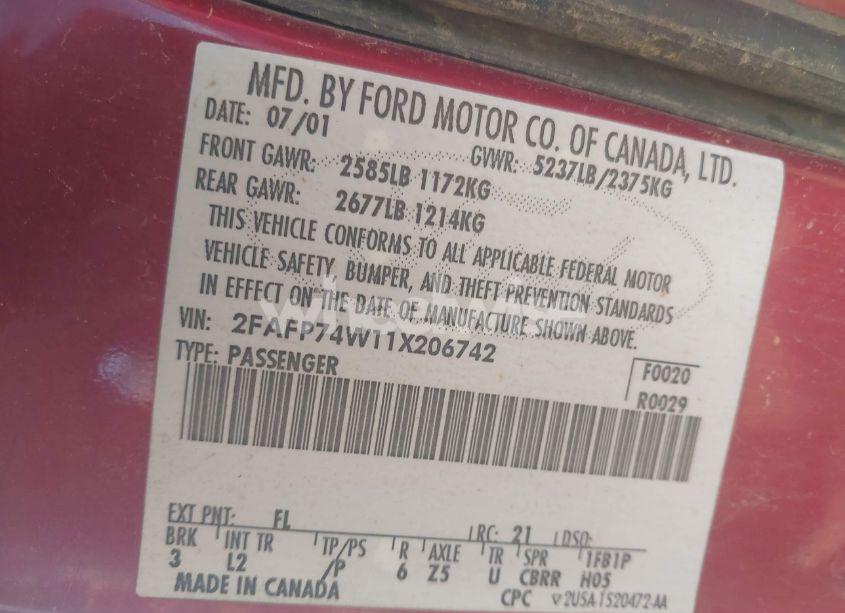 MFD. BY FORD MOTOR CO. OF CANADA, LTD.
DATE: 07/01 GVWR: 5237LB/2375KG
FRONT GAWR: 2585LB 1172KG
REAR GAWR: 2677LB 1214KG
THIS VEHICLE CONFORMS TO ALL APPLICABLE FEDERAL MOTOR
VEHICLE SAFETY, BUMPER, AND THEFT PREVENTION STANDARDS
IN EFFECT ON THE DATE OF MANUFACTURE SHOWN ABOVE.
VIN: 2FAFP74W11X206742
TYPE: PASSENGER
F0020
R0029
EXT PNT: FL RC: 21 DSO:
BRK INT TR TP/PS R AXLE TR SPR 1FB1P
3 L2 /P 6 Z5 U CBRR H05
MADE IN CANADA CPC